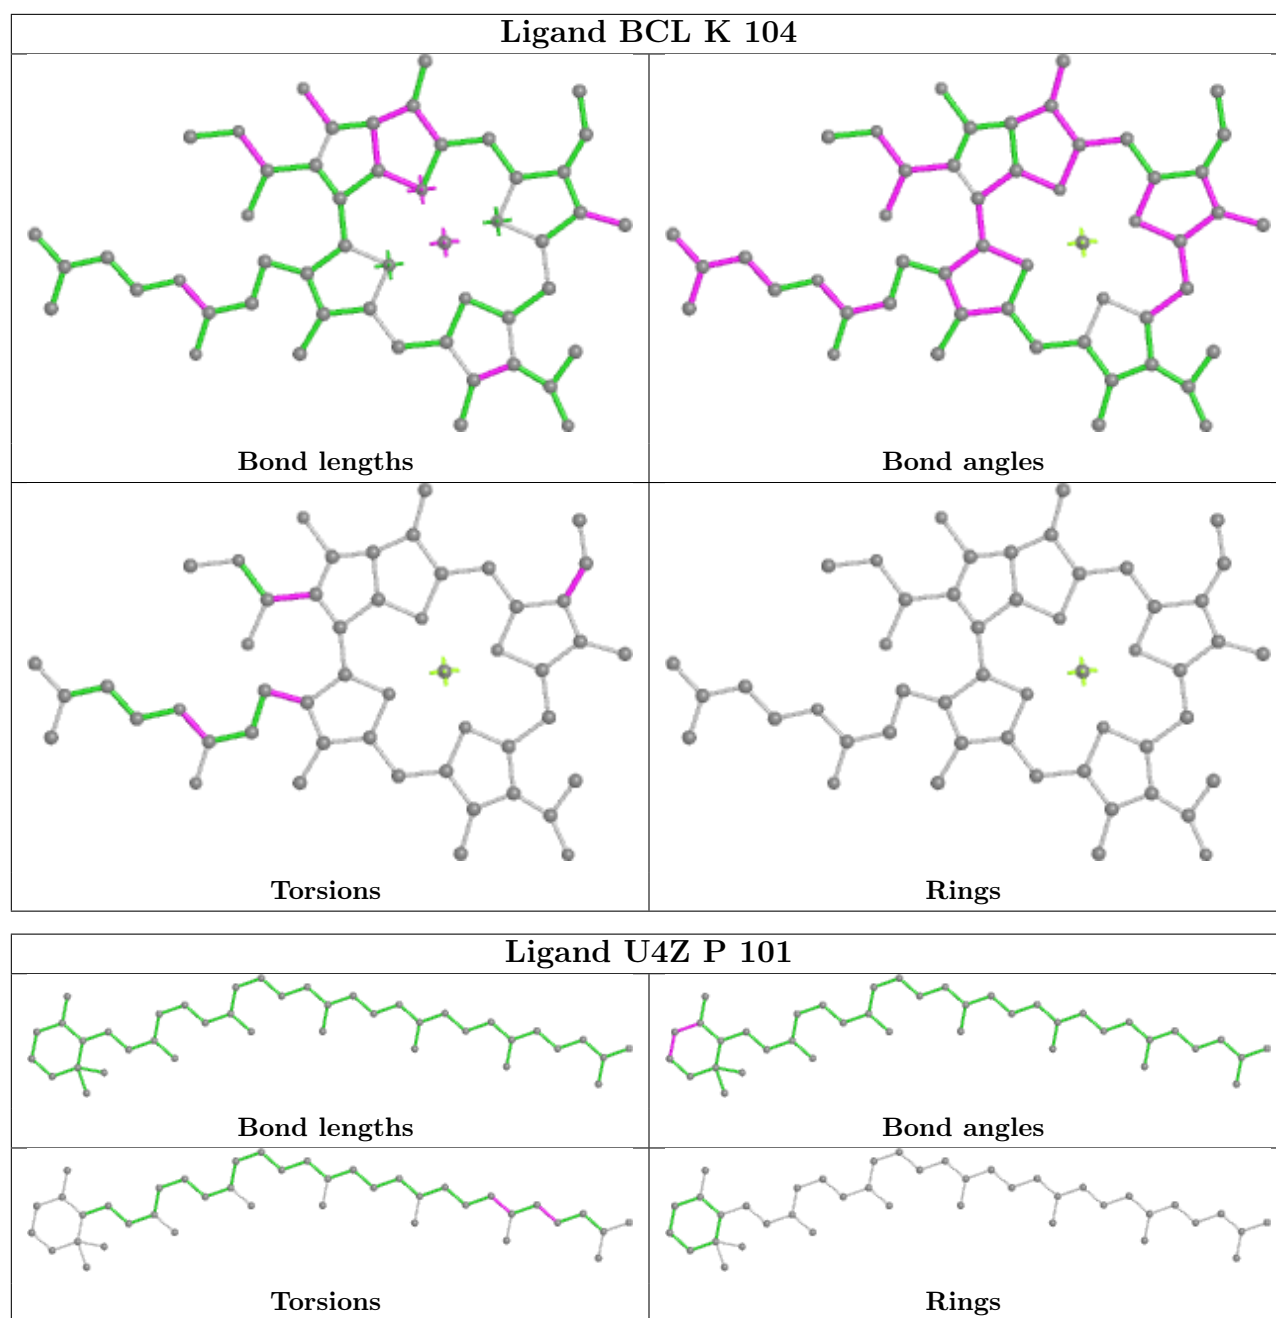 Ligand BCL K 104
Bond lengths
Bond angles
Torsions
Rings
Ligand U4Z P 101
Bond lengths
Bond angles
Torsions
Rings